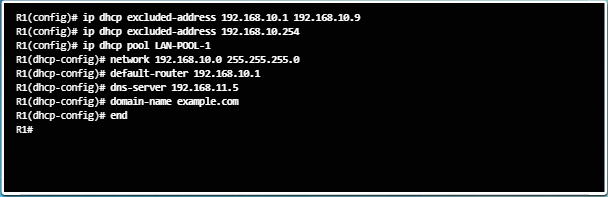 R1(config)# ip dhcp excluded-address 192.168.10.1 192.168.10.9
R1(config)# ip dhcp excluded-address 192.168.10.254
R1(config)# ip dhcp pool LAN-POOL-1
R1(dhcp-config)# network 192.168.10.0 255.255.255.0
R1(dhcp-config)# default-router 192.168.10.1
R1(dhcp-config)# dns-server 192.168.11.5
R1(dhcp-config)# domain-name example.com
R1(dhcp-config)# end
R1#